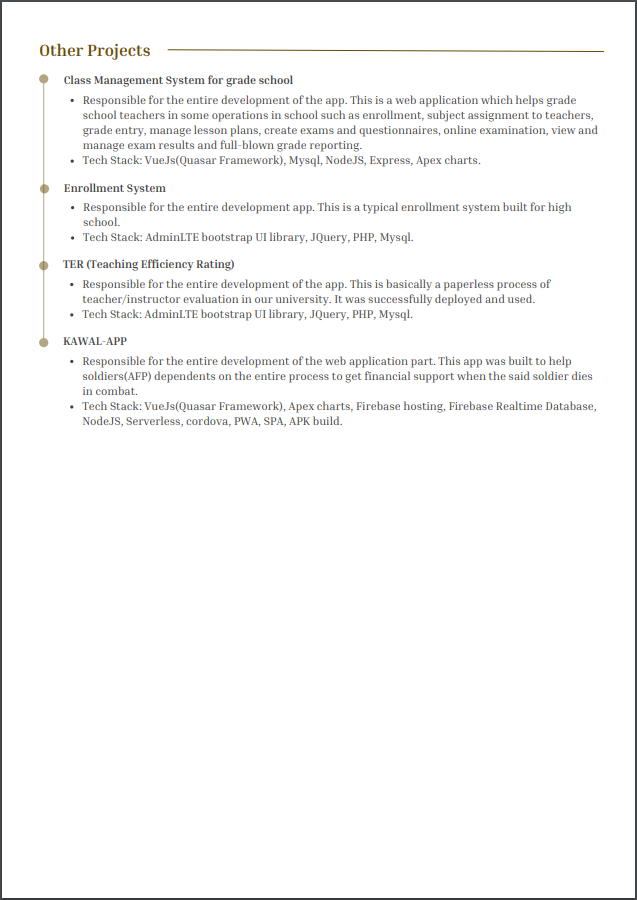 Other Projects
Class Management System for grade school
• Responsible for the entire development of the app. This is a web application which helps grade
school teachers in some operations in school such as enrollment, subject assignment to teachers,
grade entry, manage lesson plans, create exams and questionnaires, online examination, view and
manage exam results and full-blown grade reporting.
• Tech Stack: VueJs(Quasar Framework), Mysql, NodeJS, Express, Apex charts.
Enrollment System
• Responsible for the entire development app. This is a typical enrollment system built for high
school.
• Tech Stack: AdminLTE bootstrap UI library, JQuery, PHP, Mysql.
TER (Teaching Efficiency Rating)
• Responsible for the entire development of the app. This is basically a paperless process of
teacher/instructor evaluation in our university. It was successfully deployed and used.
• Tech Stack: AdminLTE bootstrap UI library, JQuery, PHP, Mysql.
KAWAL-APP
• Responsible for the entire development of the web application part. This app was built to help
soldiers(AFP) dependents on the entire process to get financial support when the said soldier dies
in combat.
• Tech Stack: VueJs(Quasar Framework), Apex charts, Firebase hosting, Firebase Realtime Database,
NodeJS, Serverless, cordova, PWA, SPA, APK build.